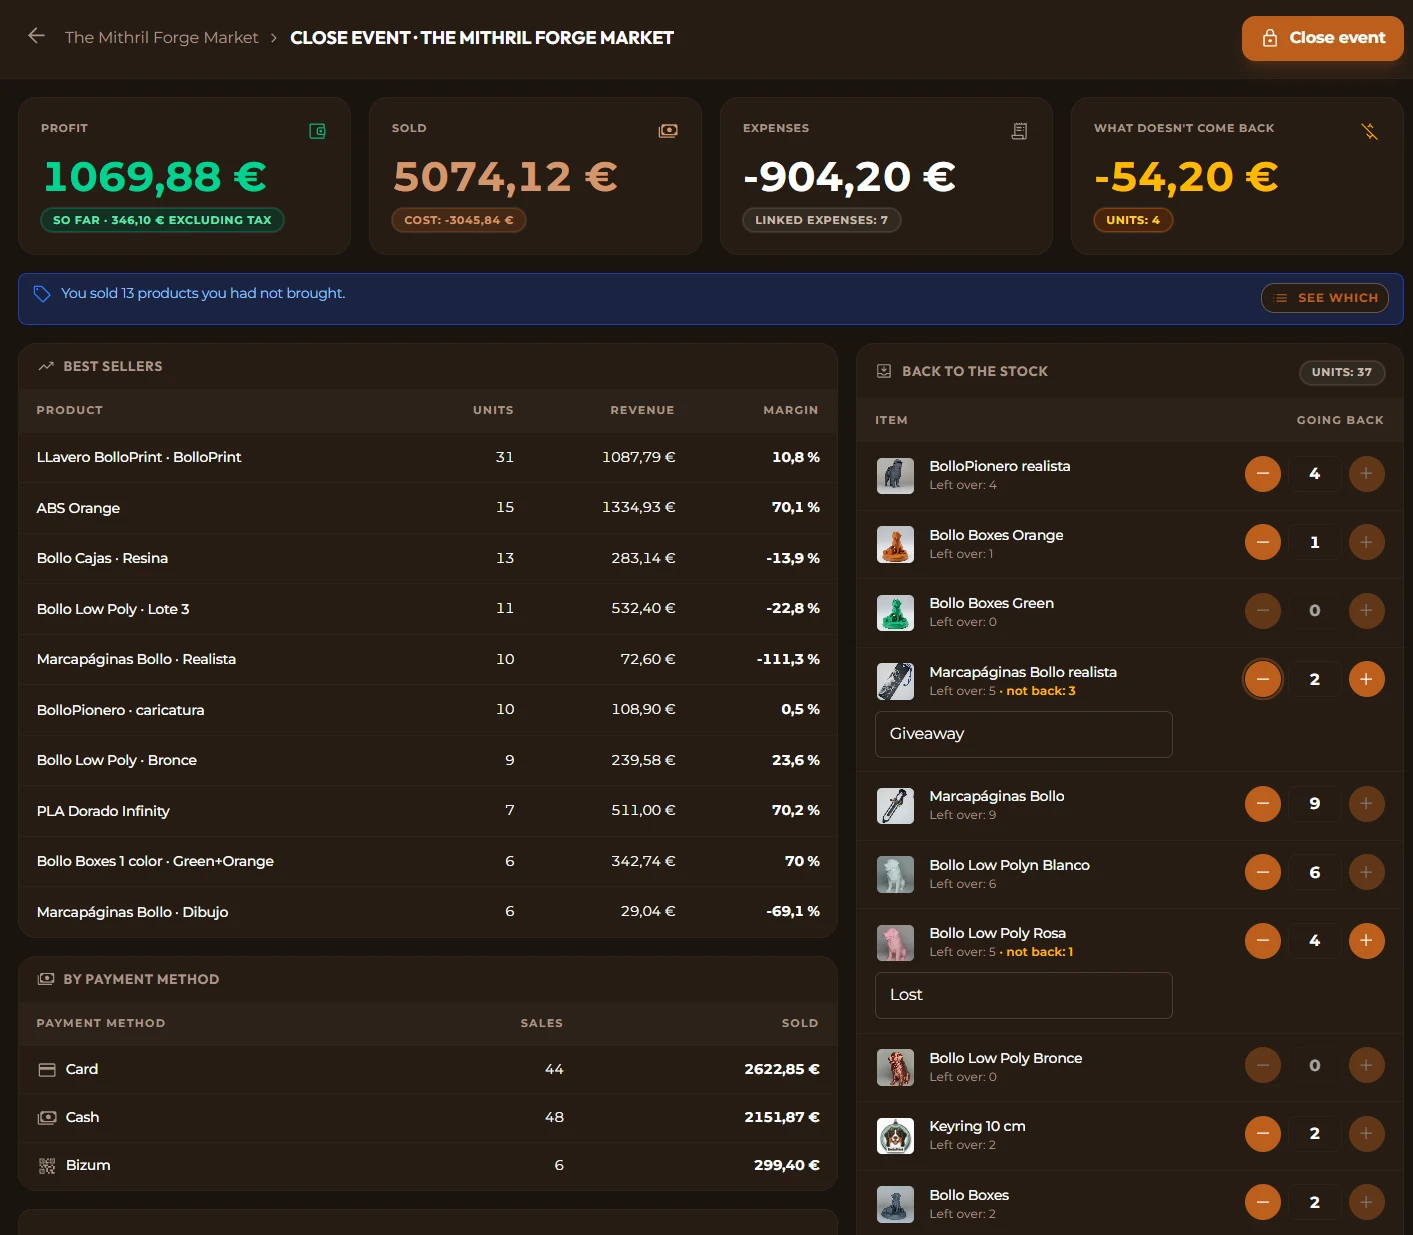 The Mithril Forge Market > CLOSE EVENT · THE MITHRIL FORGE MARKET
Close event
PROFIT
1069,88 €
SO FAR · 346,10 € EXCLUDING TAX
SOLD
5074,12 €
COST: -3045,84 €
EXPENSES
-904,20 €
LINKED EXPENSES: 7
WHAT DOESN'T COME BACK
-54,20 €
UNITS: 4
You sold 13 products you had not brought.
SEE WHICH
BEST SELLERS
PRODUCT UNITS REVENUE MARGIN
LLavero BolloPrint · BolloPrint 31 1087,79 € 10,8 %
ABS Orange 15 1334,93 € 70,1 %
Bollo Cajas · Resina 13 283,14 € -13,9 %
Bollo Low Poly · Lote 3 11 532,40 € -22,8 %
Marcapáginas Bollo · Realista 10 72,60 € -111,3 %
BolloPionero · caricatura 10 108,90 € 0,5 %
Bollo Low Poly · Bronce 9 239,58 € 23,6 %
PLA Dorado Infinity 7 511,00 € 70,2 %
Bollo Boxes 1 color · Green+Orange 6 342,74 € 70 %
Marcapáginas Bollo · Dibujo 6 29,04 € -69,1 %
BY PAYMENT METHOD
PAYMENT METHOD SALES SOLD
Card 44 2622,85 €
Cash 48 2151,87 €
Bizum 6 299,40 €
BACK TO THE STOCK
UNITS: 37
ITEM GOING BACK
BolloPionero realista
Left over: 4
− 4 +
Bollo Boxes Orange
Left over: 1
− 1 +
Bollo Boxes Green
Left over: 0
− 0 +
Marcapáginas Bollo realista
Left over: 5 · not back: 3
− 2 +
Giveaway
Marcapáginas Bollo
Left over: 9
− 9 +
Bollo Low Polyn Blanco
Left over: 6
− 6 +
Bollo Low Poly Rosa
Left over: 5 · not back: 1
− 4 +
Lost
Bollo Low Poly Bronce
Left over: 0
− 0 +
Keyring 10 cm
Left over: 2
− 2 +
Bollo Boxes
Left over: 2
− 2 +